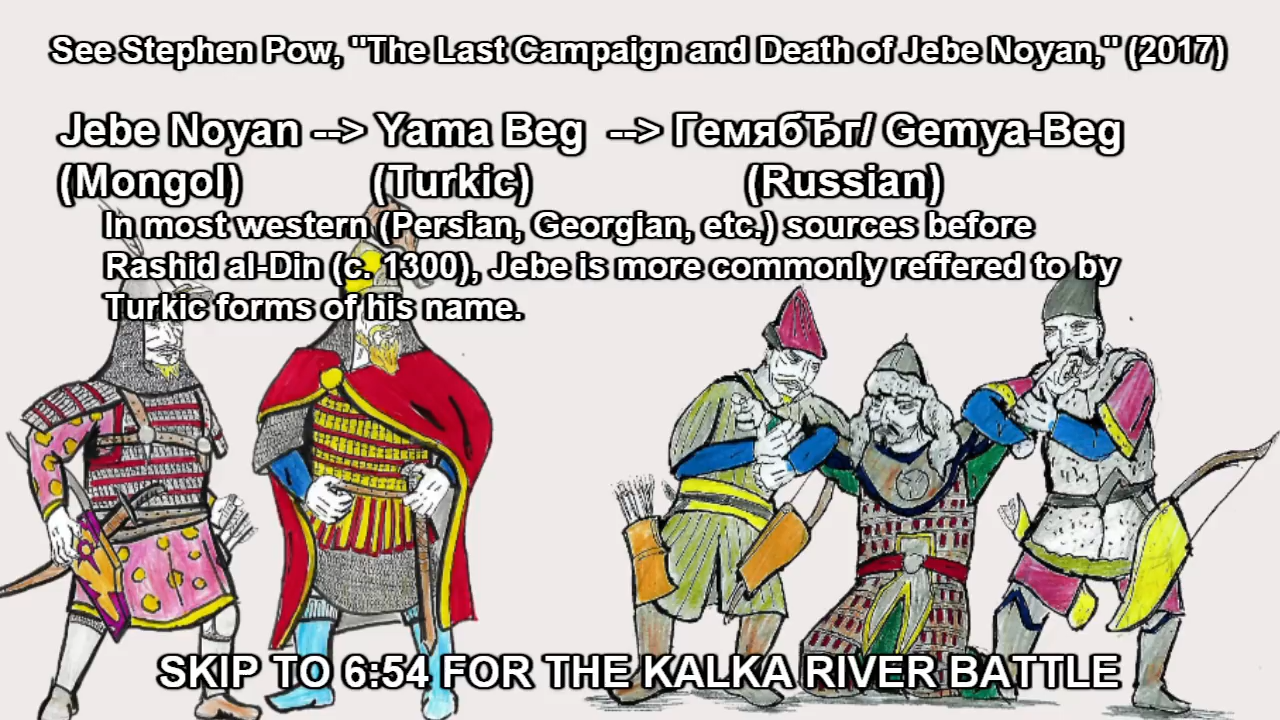 See Stephen Pow, "The Last Campaign and Death of Jebe Noyan," (2017)
Jebe Noyan --> Yama Beg --> ГемябЂг/ Gemya-Beg
(Mongol) (Turkic) (Russian)
In most western (Persian, Georgian, etc.) sources before
Rashid al-Din (c. 1300), Jebe is more commonly reffered to by
Turkic forms of his name.
SKIP TO 6:54 FOR THE KALKA RIVER BATTLE